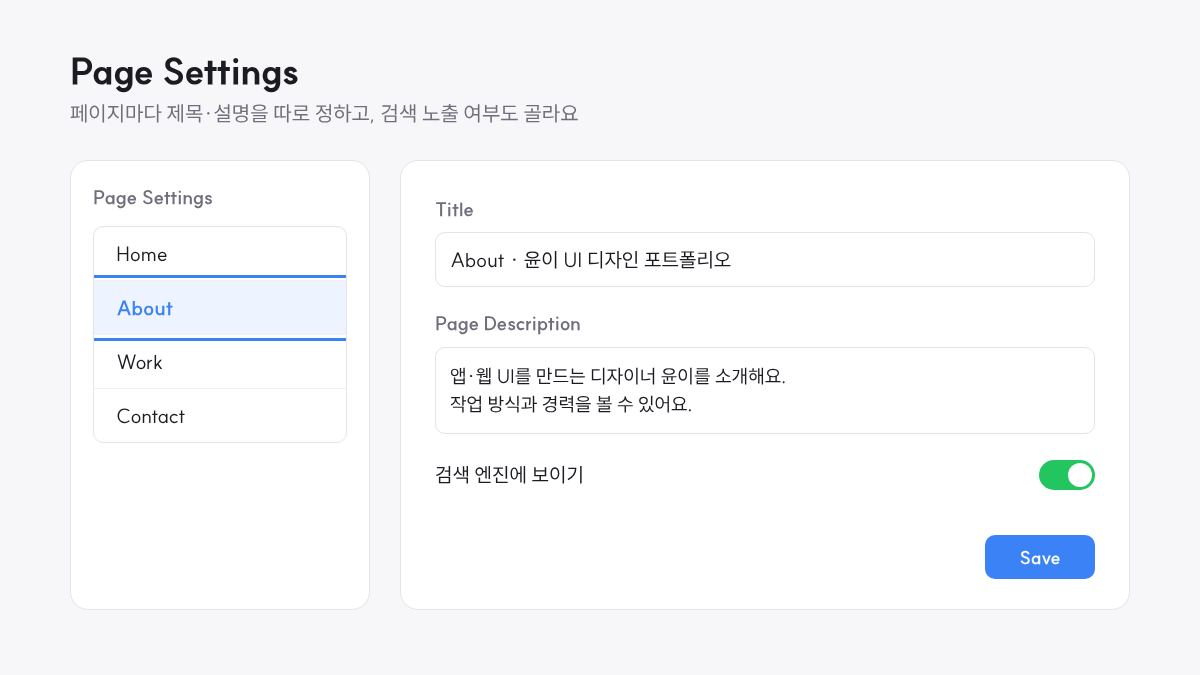 Page Settings
페이지마다 제목·설명을 따로 정하고, 검색 노출 여부도 골라요
Page Settings
Home
About
Work
Contact
Title
About · 윤이 UI 디자인 포트폴리오
Page Description
앱·웹 UI를 만드는 디자이너 윤이를 소개해요.
작업 방식과 경력을 볼 수 있어요.
검색 엔진에 보이기
Save